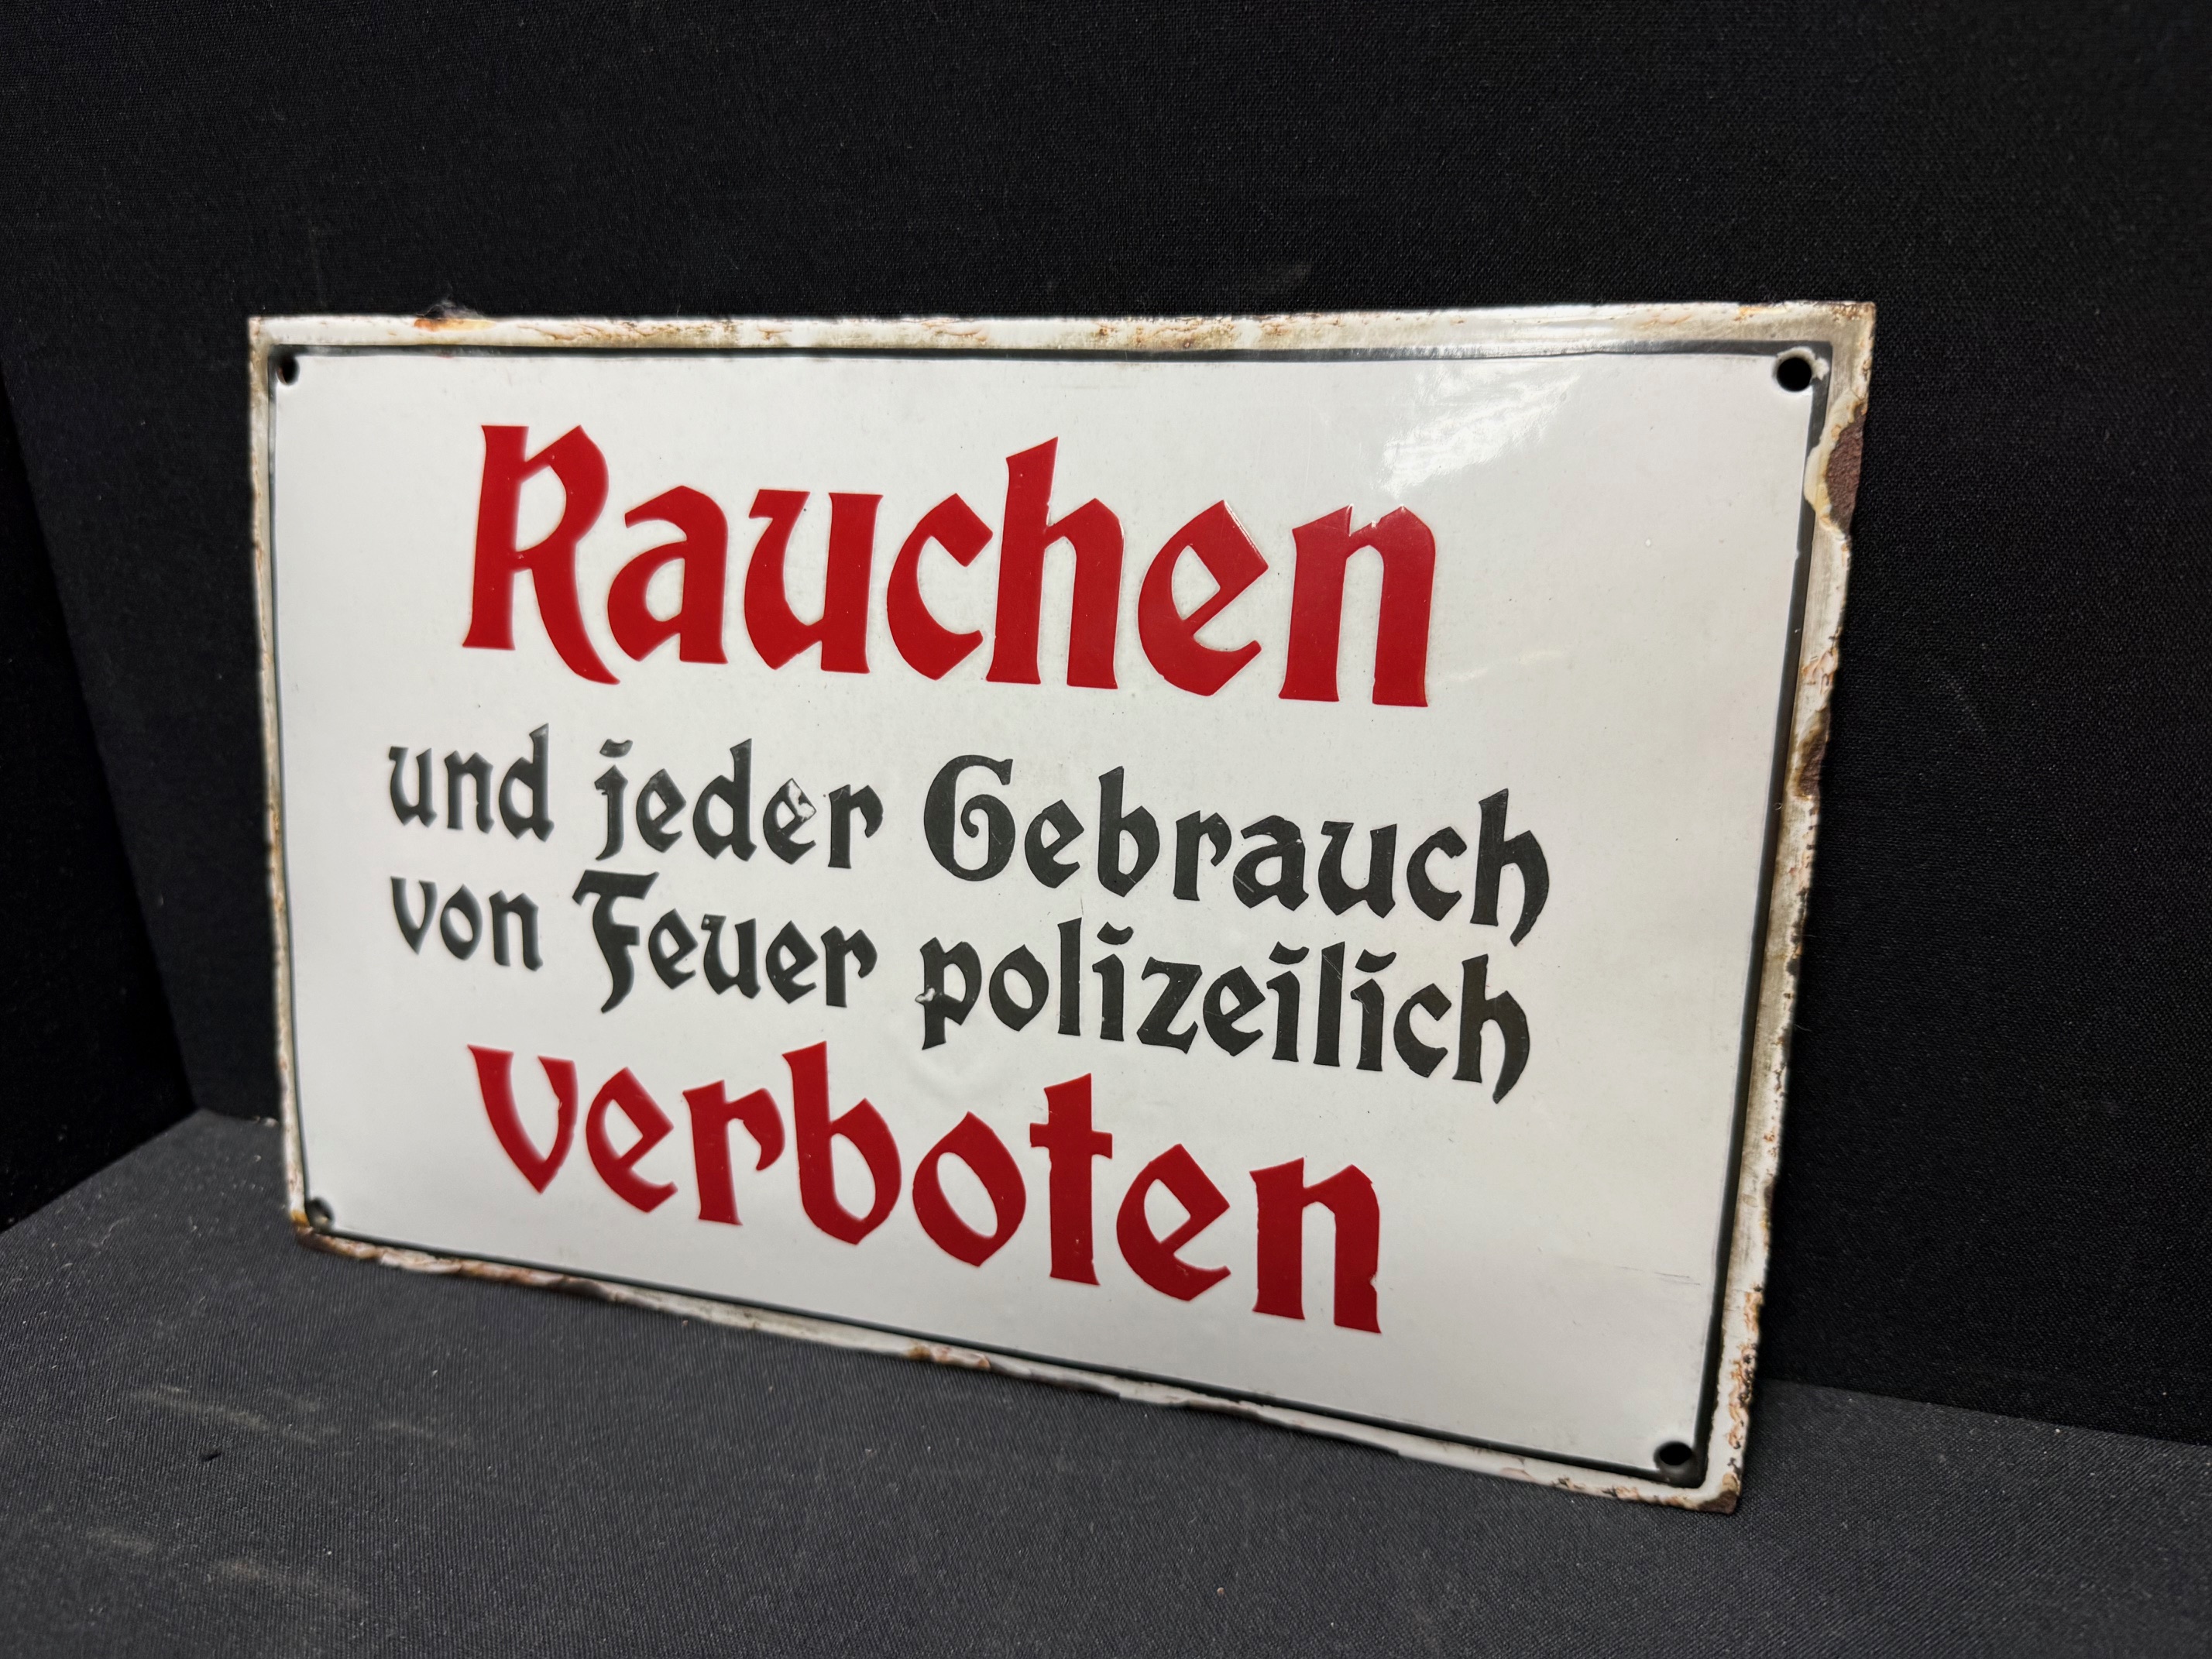 Rauchen
und jeder Gebrauch
von Feuer polizeilich
verboten